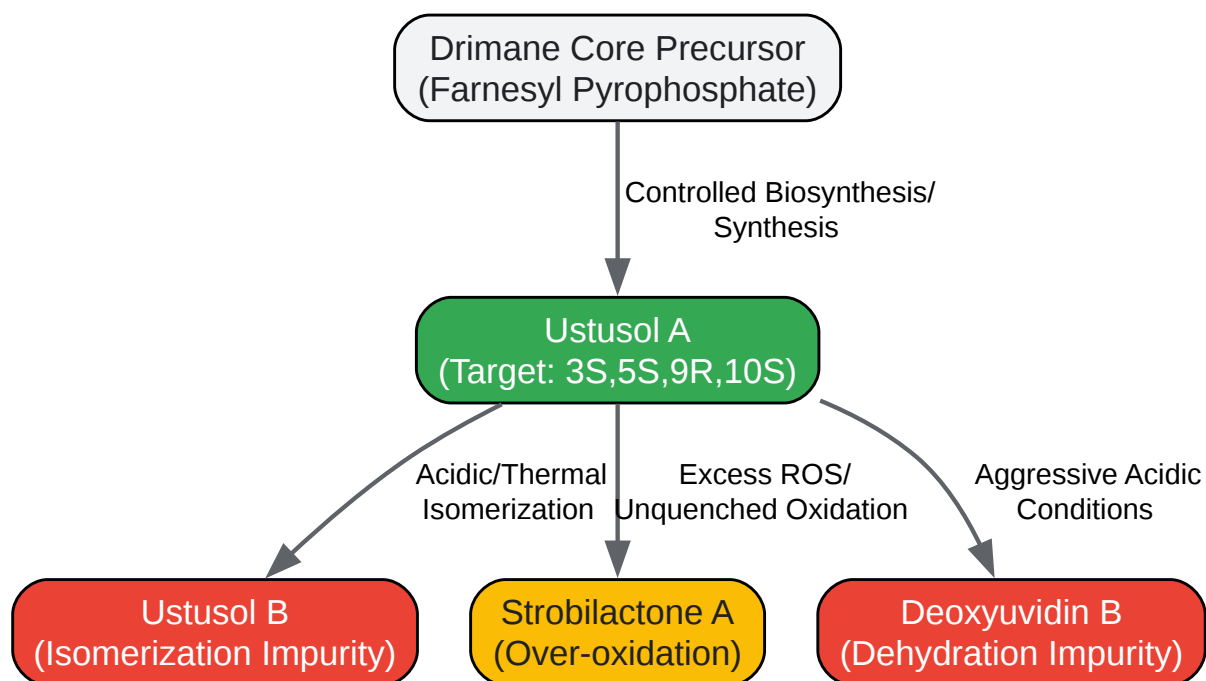 Drimane Core Precursor
(Farnesyl Pyrophosphate)
Controlled Biosynthesis/
Synthesis
Ustusol A
(Target: 3S,5S,9R,10S)
Acidic/Thermal
Isomerization
Excess ROS/
Unquenched Oxidation
Aggressive Acidic
Conditions
Ustusol B
(Isomerization Impurity)
Strobilactone A
(Over-oxidation)
Deoxyuvidin B
(Dehydration Impurity)